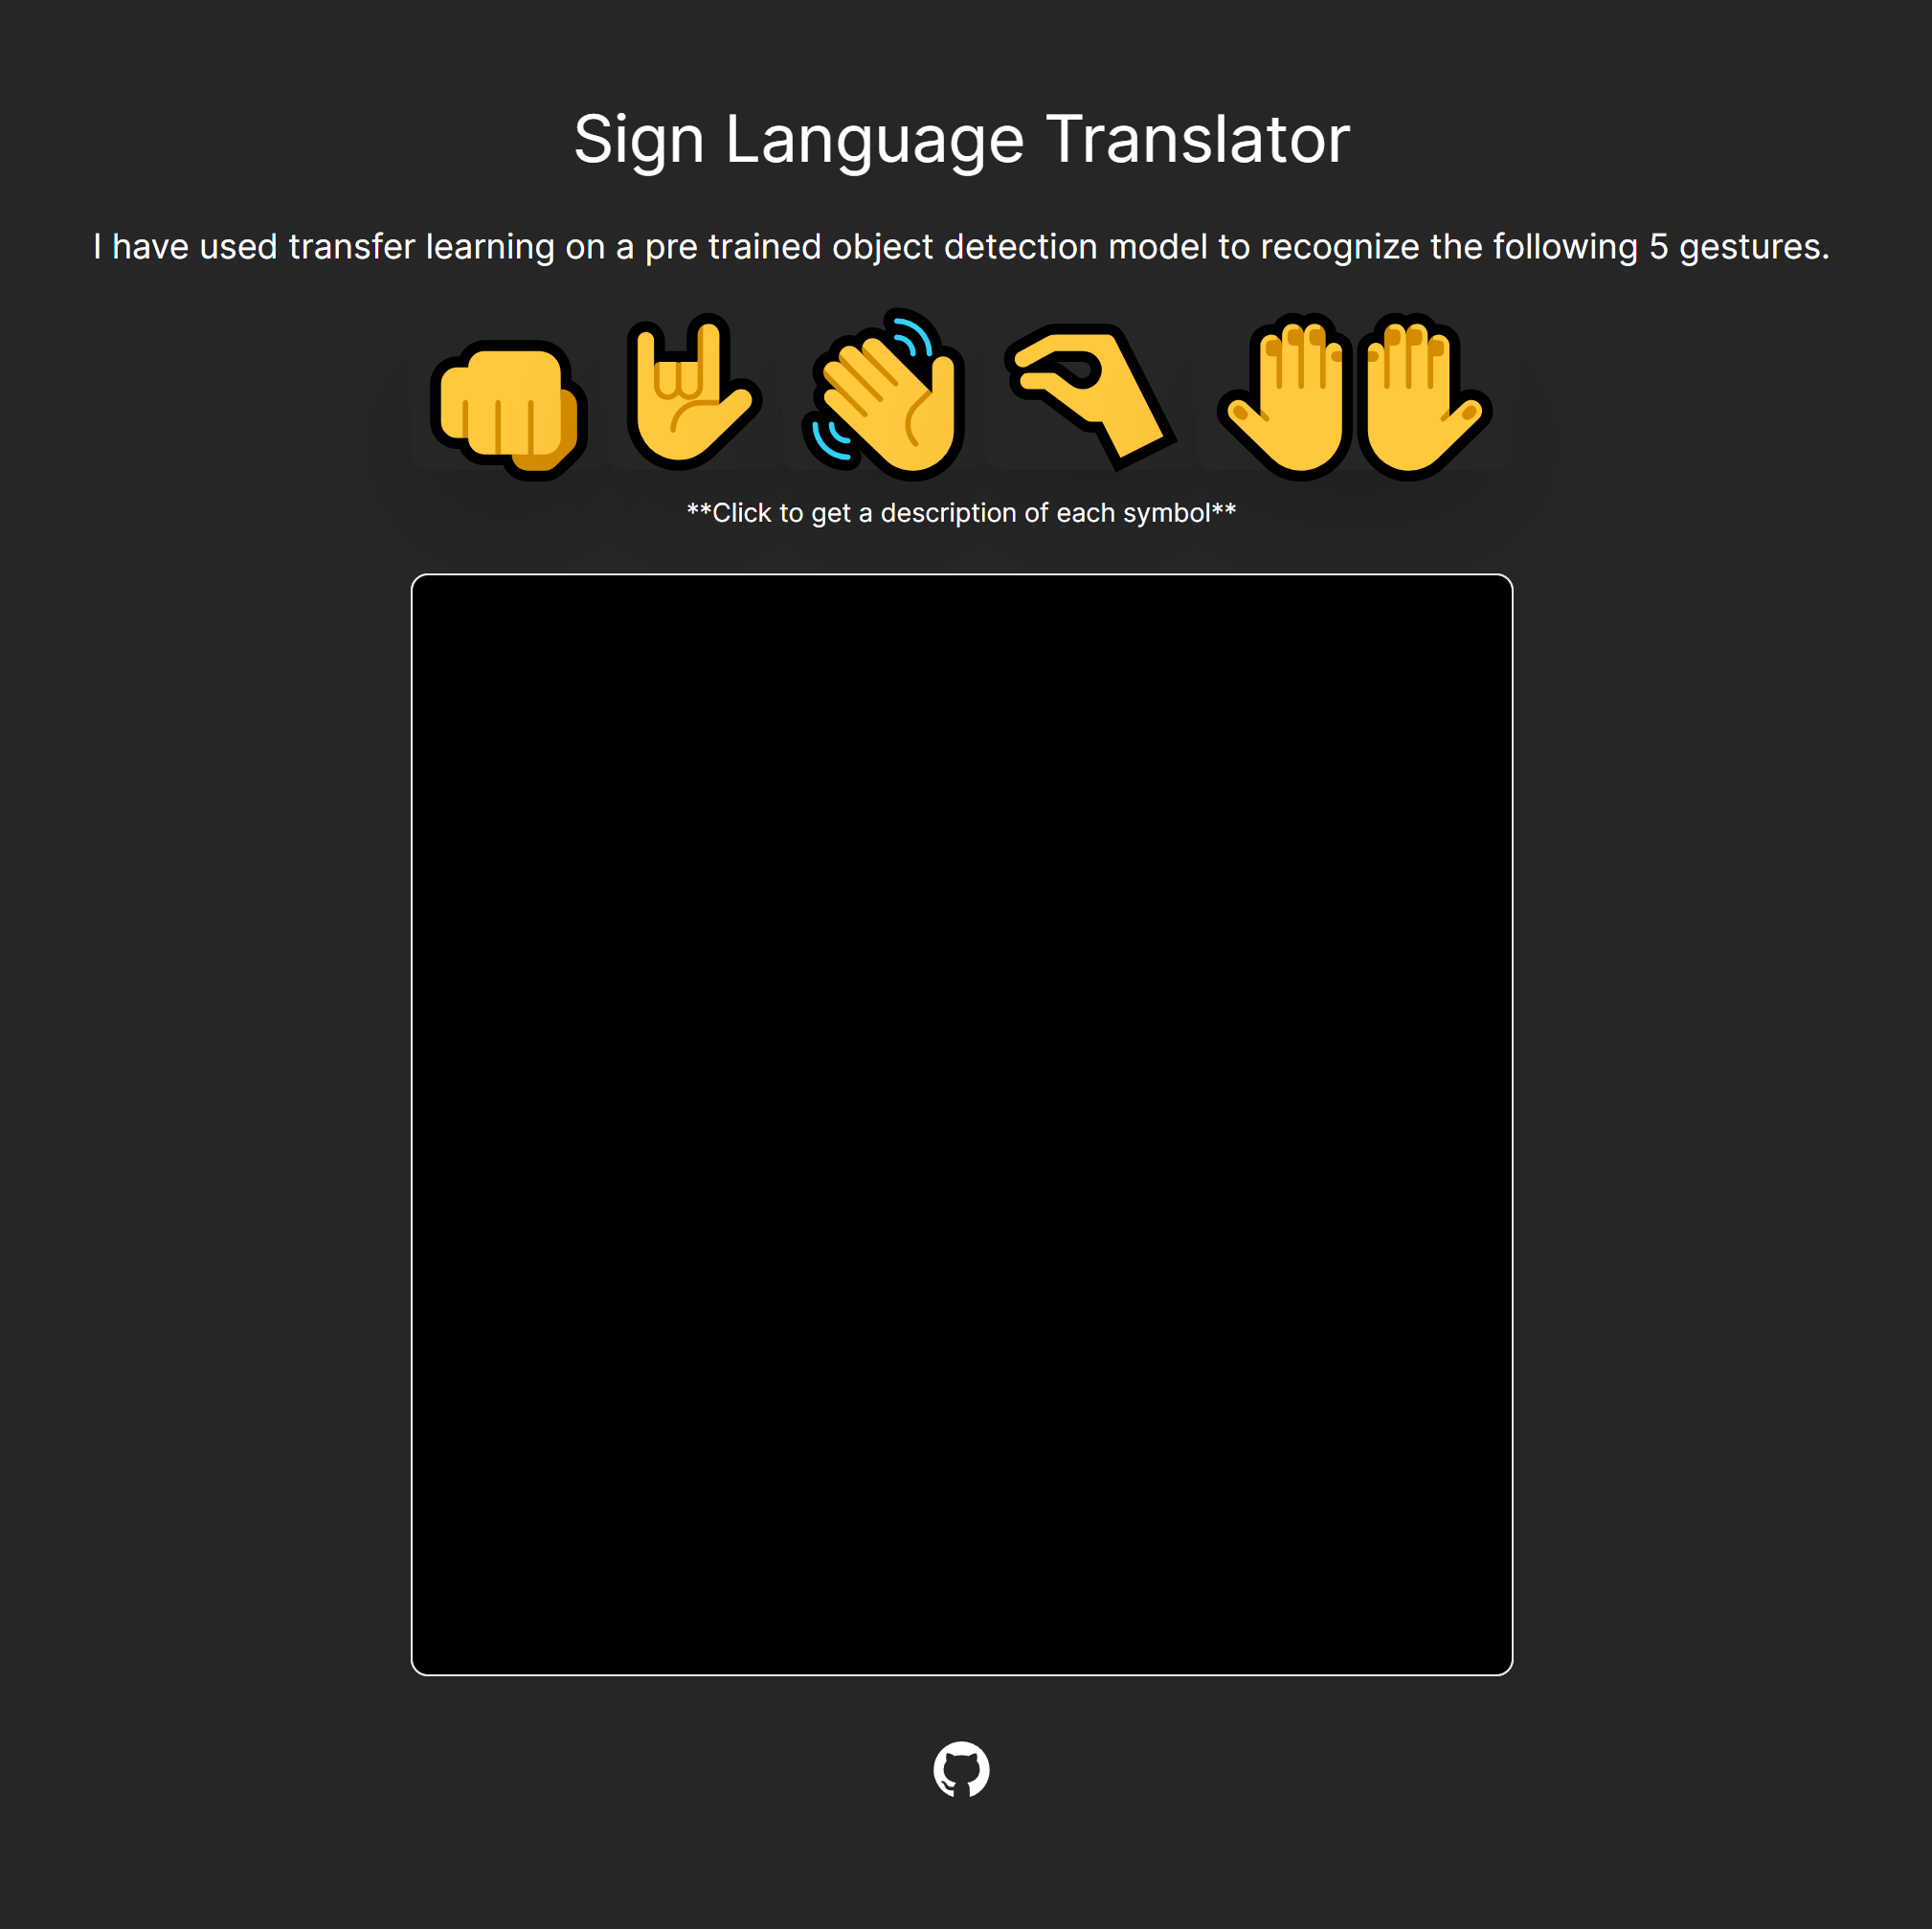 Sign Language Translator
I have used transfer learning on a pre trained object detection model to recognize the following 5 gestures.
**Click to get a description of each symbol**